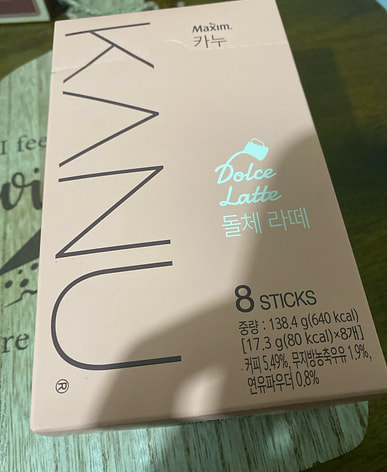 Maxim.
카누
KANU®
I fee
re
Dolce
Latte
돌체 라떼
8 STICKS
중량 : 138.4 g(640 kcal)
[17.3 g(80 kcal)×8개]
커피 5.49%, 무지방농축우유 1.9%,
연유파우더 0.8%